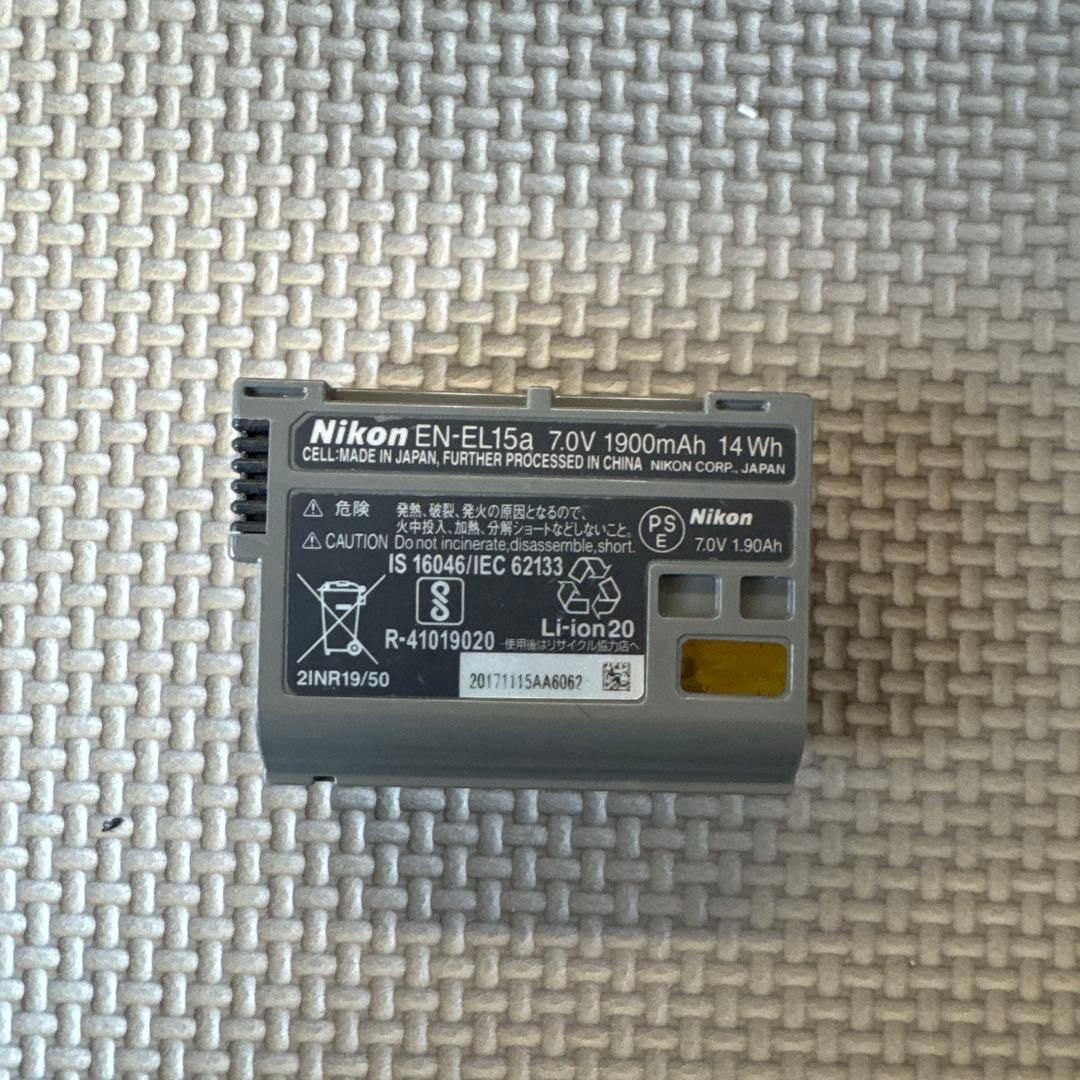 Nikon EN-EL15a 7.0V 1900mAh 14Wh
CELL:MADE IN JAPAN, FURTHER PROCESSED IN CHINA NIKON CORP., JAPAN
危険 発熱、破裂、発火の原因となるので、
火中投入、加熱、分解ショートなどしないこと。
CAUTION Do not incinerate,disassemble,short.
PS
E
Nikon
7.0V 1.90Ah
IS 16046/IEC 62133
R-41019020
Li-ion20
使用後はリサイクル協力店へ
2INR19/50
20171115AA6062